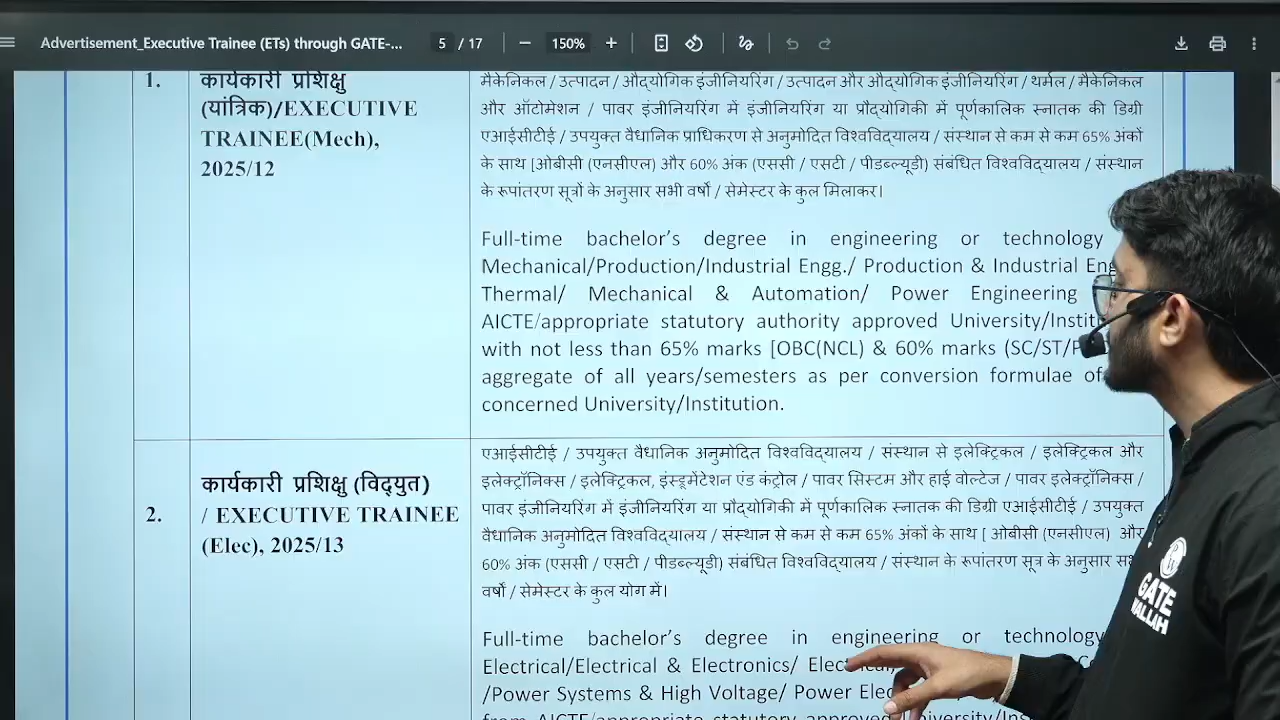 Advertisement_Executive Trainee (ETs) through GATE-...
5 / 17
150%
1.
कार्यकारी प्रशिक्षु
(यांत्रिक)/EXECUTIVE
TRAINEE(Mech),
2025/12
मैकेनिकल / उत्पादन / औद्योगिक इंजीनियरिंग / उत्पादन और औद्योगिक इंजीनियरिंग / थर्मल / मैकेनिकल
और ऑटोमेशन / पावर इंजीनियरिंग में इंजीनियरिंग या प्रौद्योगिकी में पूर्णकालिक स्नातक की डिग्री
एआईसीटीई / उपयुक्त वैधानिक प्राधिकरण से अनुमोदित विश्वविद्यालय / संस्थान से कम से कम 65% अंकों
के साथ [ओबीसी (एनसीएल) और 60% अंक (एससी / एसटी / पीडब्ल्यूडी) संबंधित विश्वविद्यालय / संस्थान
के रूपांतरण सूत्रों के अनुसार सभी वर्षों / सेमेस्टर के कुल मिलाकर।
Full-time bachelor's degree in engineering or technology
Mechanical/Production/Industrial Engg./ Production & Industrial
Thermal/ Mechanical & Automation/ Power Engineering
AICTE/appropriate statutory authority approved
with not less than 65% marks [OBC(NCL) & 60% marks
aggregate of all years/semesters as per conversion formulae of
concerned University/Institution.
2.
कार्यकारी प्रशिक्षु (विद्युत)
/ EXECUTIVE TRAINEE
(Elec), 2025/13
एआईसीटीई / उपयुक्त वैधानिक अनुमोदित विश्वविद्यालय / संस्थान से इलेक्ट्रिकल / इलेक्ट्रिकल और
इलेक्ट्रॉनिक्स / इलेक्ट्रिकल, इंस्ट्रूमेंटेशन एंड कंट्रोल / पावर सिस्टम और हाई वोल्टेज / पावर इलेक्ट्रॉनिक्स /
पावर इंजीनियरिंग में इंजीनियरिंग या प्रौद्योगिकी में पूर्णकालिक स्नातक की डिग्री एआईसीटीई / उपयुक्त
वैधानिक अनुमोदित विश्वविद्यालय / संस्थान से कम से कम 65% अंकों के साथ [ ओबीसी (एनसीएल) और
60% अंक (एससी / एसटी / पीडब्ल्यूडी) संबंधित विश्वविद्यालय / संस्थान के रूपांतरण सूत्र के अनुसार
वर्षों / सेमेस्टर के कुल योग में।
Full-time bachelor's degree in engineering or technology
Electrical/Electrical & Electronics/
/Power Systems & High Voltage/ Power
from AICTE/appropriate statutory approved
GATE
WALLAH